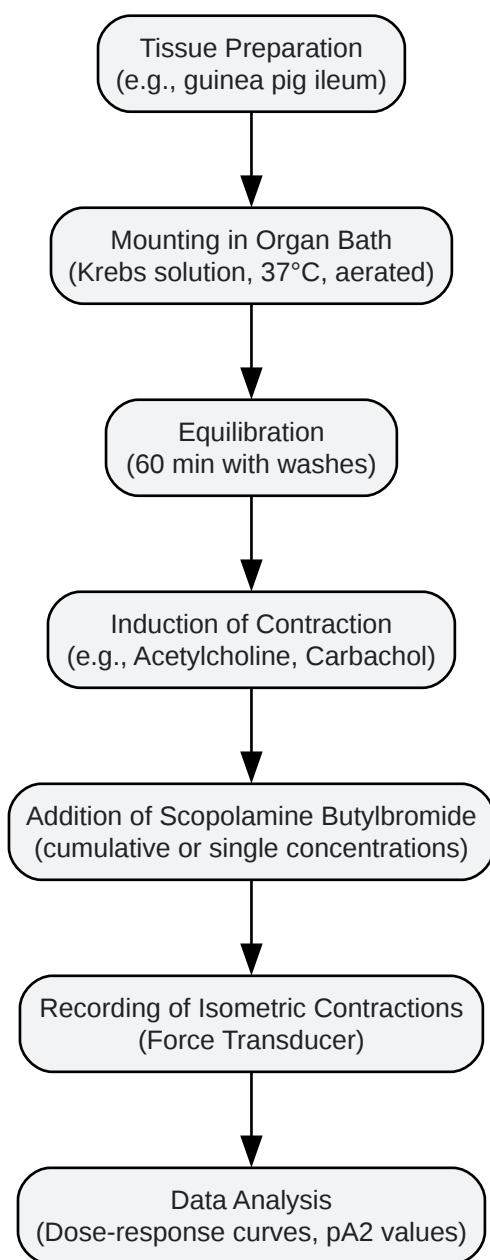 Tissue Preparation
(e.g., guinea pig ileum)
Mounting in Organ Bath
(Krebs solution, 37°C, aerated)
Equilibration
(60 min with washes)
Induction of Contraction
(e.g., Acetylcholine, Carbachol)
Addition of Scopolamine Butylbromide
(cumulative or single concentrations)
Recording of Isometric Contractions
(Force Transducer)
Data Analysis
(Dose-response curves, pA2 values)